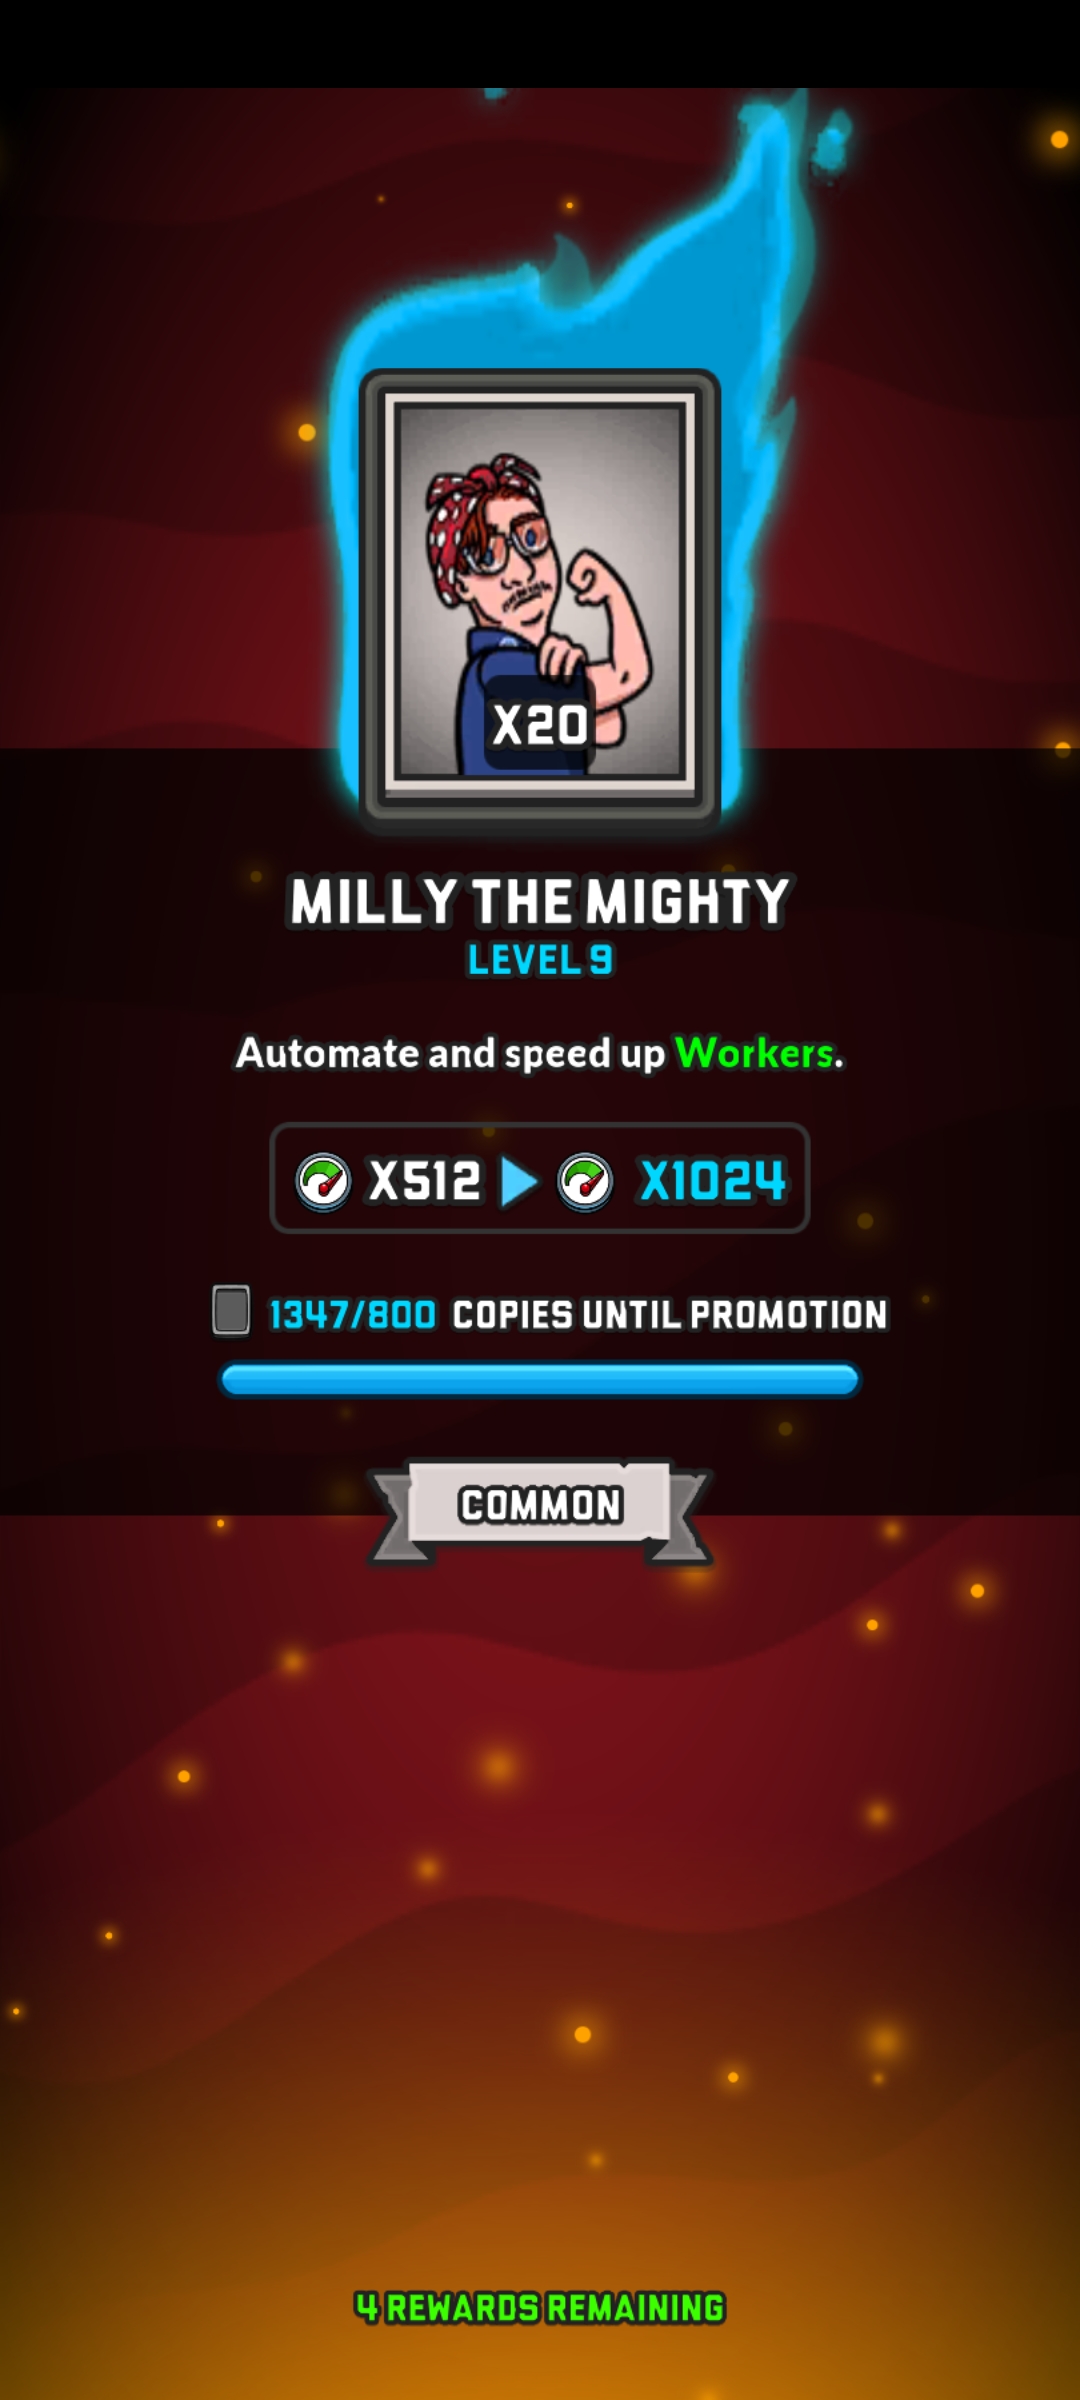 X20
MILLY THE MIGHTY
LEVEL 9
Automate and speed up Workers.
X512 X1024
1347/800 COPIES UNTIL PROMOTION
COMMON
4 REWARDS REMAINING